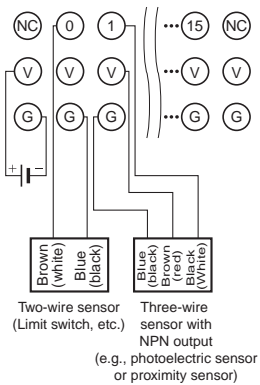 NC 0 1 ••• 15 NC
V V V ••• V V
G G G ••• G G
+ −
Brown
(white)
Blue
(black)
Blue
(black)
Brown
(red)
Black
(White)
Two-wire sensor
(Limit switch, etc.)
Three-wire
sensor with
NPN output
(e.g., photoelectric sensor
or proximity sensor)